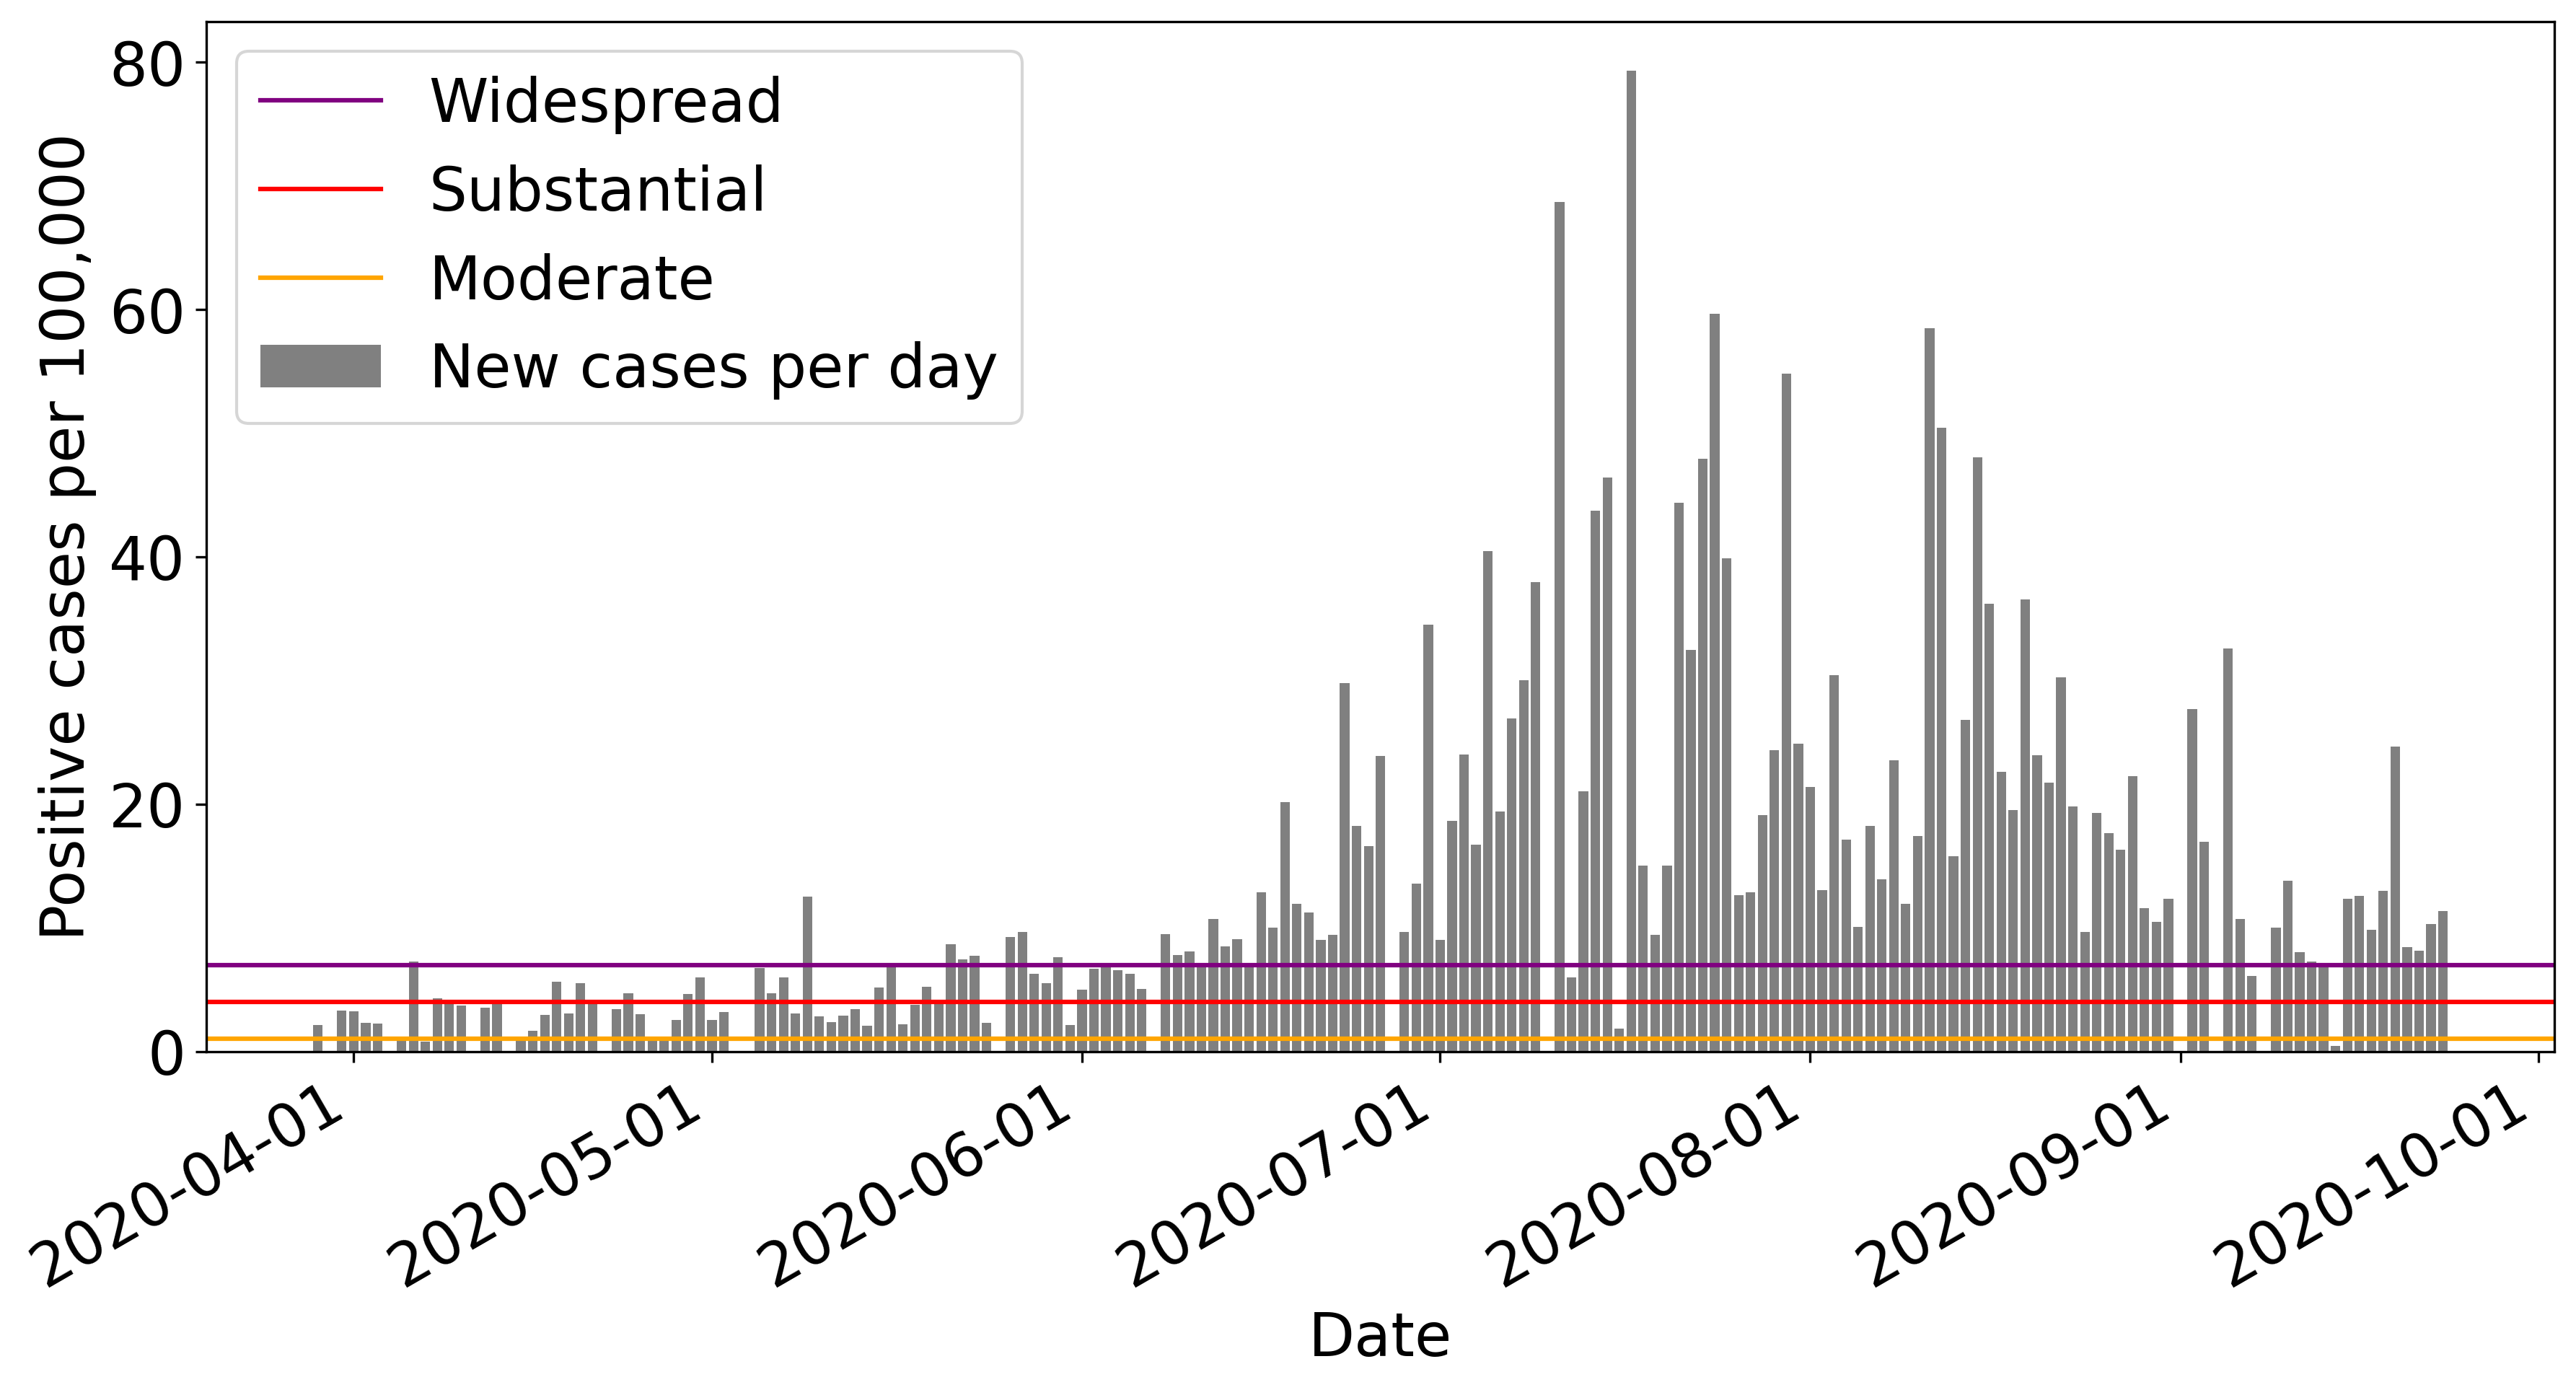 Positive cases per 100,000
80
60
40
20
0
Widespread
Substantial
Moderate
New cases per day
2020-04-01
2020-05-01
2020-06-01
2020-07-01
2020-08-01
2020-09-01
2020-10-01
Date